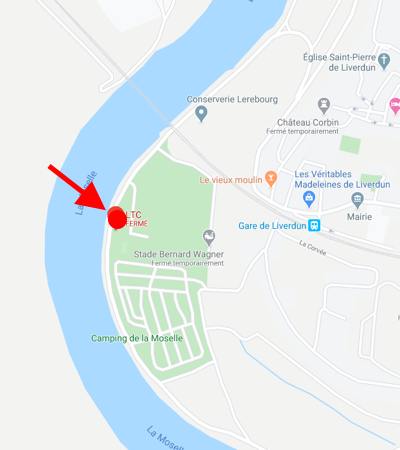 Église Saint-Pierre
de Liverdun
Conserverie Lerebourg
Château Corbin
Fermé temporairement
Le vieux moulin
Les Véritables
Madeleines de Liverdun
Mairie
La Moselle
LTC
FERMÉ
Gare de Liverdun
La Corvée
Stade Bernard Wagner
Fermé temporairement
Camping de la Moselle
La Moselle